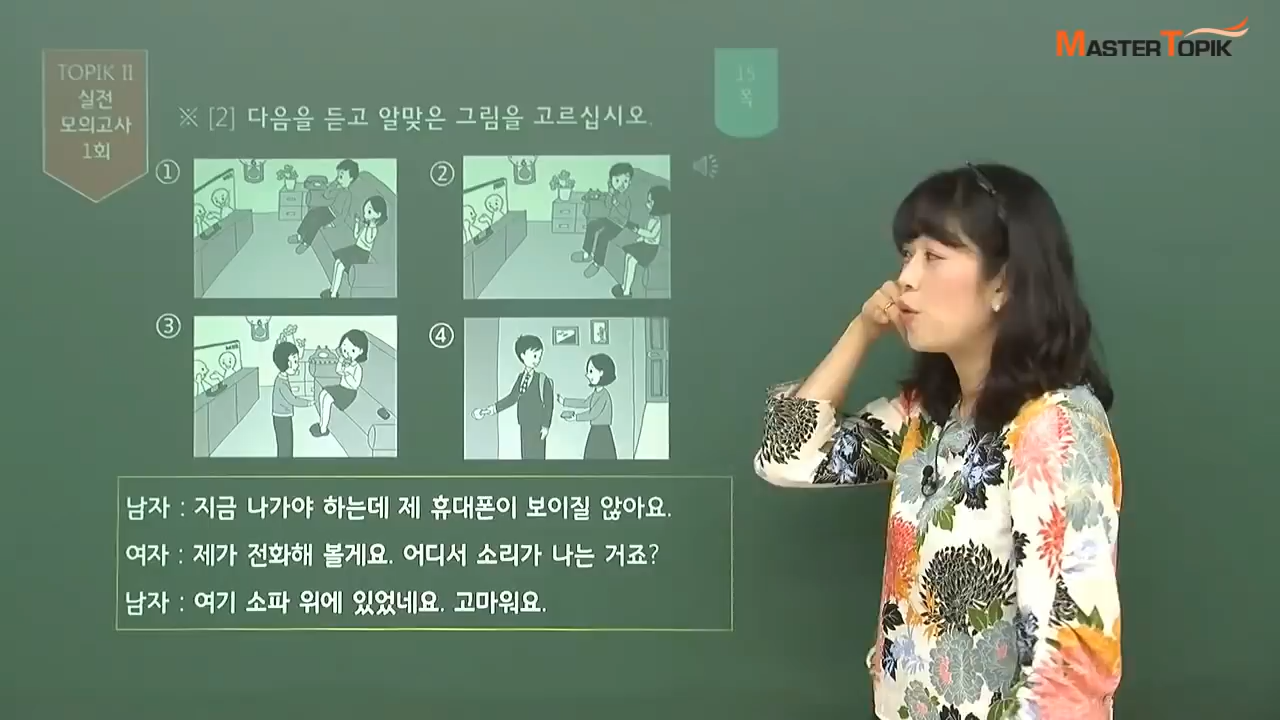 MASTER TOPIK
TOPIK II
실전
모의고사
1회
15
목
※ [2] 다음을 듣고 알맞은 그림을 고르십시오.
①
②
③
④
남자 : 지금 나가야 하는데 제 휴대폰이 보이질 않아요.
여자 : 제가 전화해 볼게요. 어디서 소리가 나는 거죠?
남자 : 여기 소파 위에 있었네요. 고마워요.